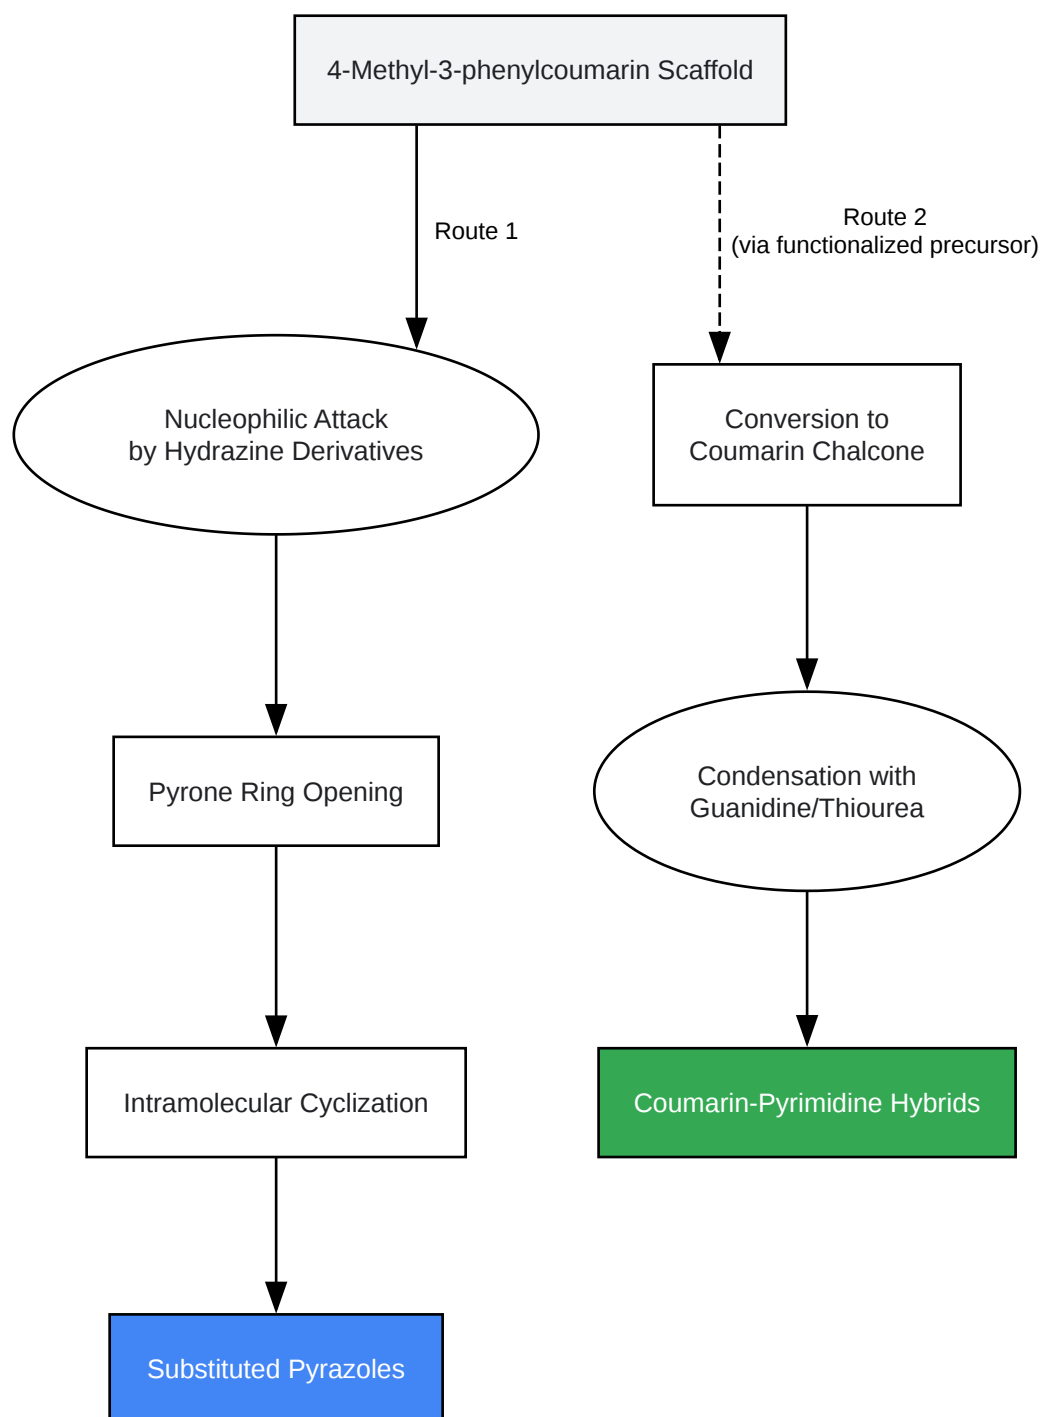 4-Methyl-3-phenylcoumarin Scaffold
Route 1
Route 2
(via functionalized precursor)
Nucleophilic Attack
by Hydrazine Derivatives
Conversion to
Coumarin Chalcone
Pyrone Ring Opening
Condensation with
Guanidine/Thiourea
Intramolecular Cyclization
Coumarin-Pyrimidine Hybrids
Substituted Pyrazoles